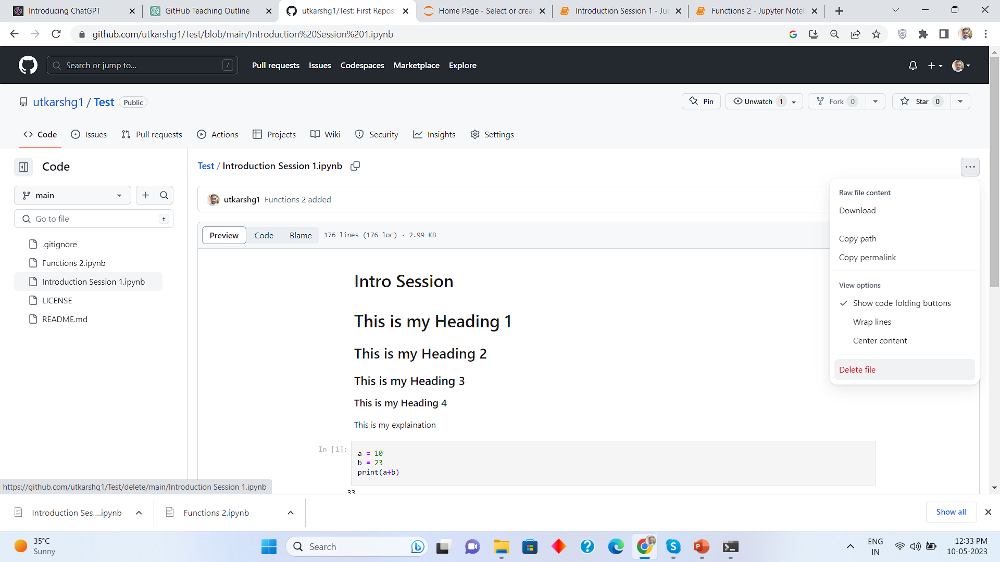 Introducing ChatGPT
GitHub Teaching Outline
utkarshg1/Test: First Reposi
Home Page - Select or crea
Introduction Session 1 - Jup
Functions 2 - Jupyter Noteb
github.com/utkarshg1/Test/blob/main/Introduction%20Session%201.ipynb
Search or jump to...
/
Pull requests
Issues
Codespaces
Marketplace
Explore
utkarshg1 / Test
Public
Pin
Unwatch 1
Fork 0
Star 0
Code
Issues
Pull requests
Actions
Projects
Wiki
Security
Insights
Settings
Code
main
Go to file
t
.gitignore
Functions 2.ipynb
Introduction Session 1.ipynb
LICENSE
README.md
Test / Introduction Session 1.ipynb
utkarshg1 Functions 2 added
Preview
Code
Blame
176 lines (176 loc) · 2.99 KB
Intro Session
This is my Heading 1
This is my Heading 2
This is my Heading 3
This is my Heading 4
This is my explaination
In [1]:
a = 10
b = 23
print(a+b)
33
Raw file content
Download
Copy path
Copy permalink
View options
Show code folding buttons
Wrap lines
Center content
Delete file
https://github.com/utkarshg1/Test/delete/main/Introduction Session 1.ipynb
Introduction Ses....ipynb
Functions 2.ipynb
Show all
35°C
Sunny
Search
ENG
IN
12:33 PM
10-05-2023